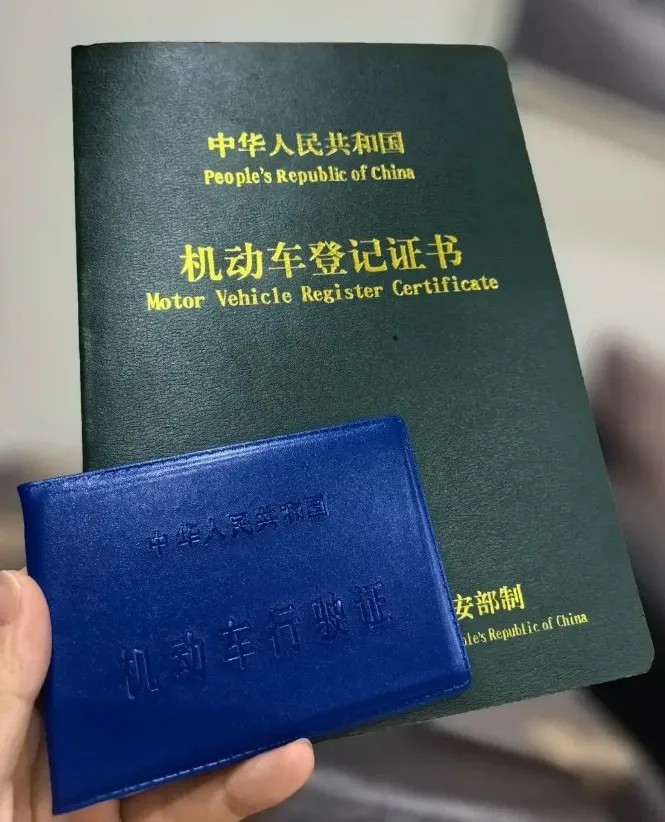 中华人民共和国
People's Republic of China
机动车登记证书
Motor Vehicle Register Certificate
安部制
ple's Republic of China
中华人民共和国
机动车行驶证